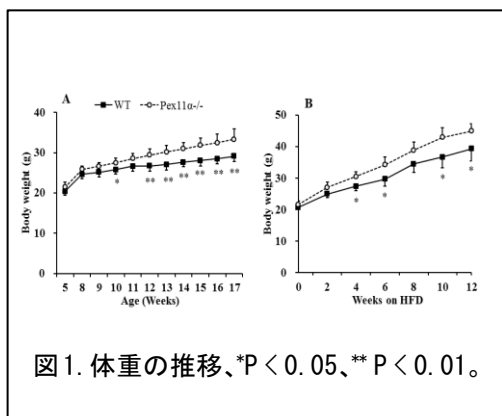 A
WT Pex11α-/-
Body weight (g)
40
30
20
10
0
5 8 9 10 11 12 13 14 15 16 17
* ** ** ** ** ** **
Age (Weeks)
B
Body weight (g)
50
40
30
20
10
0
0 2 4 6 8 10 12
* * * *
Weeks on HFD
図1. 体重の推移、*P < 0.05、** P < 0.01。